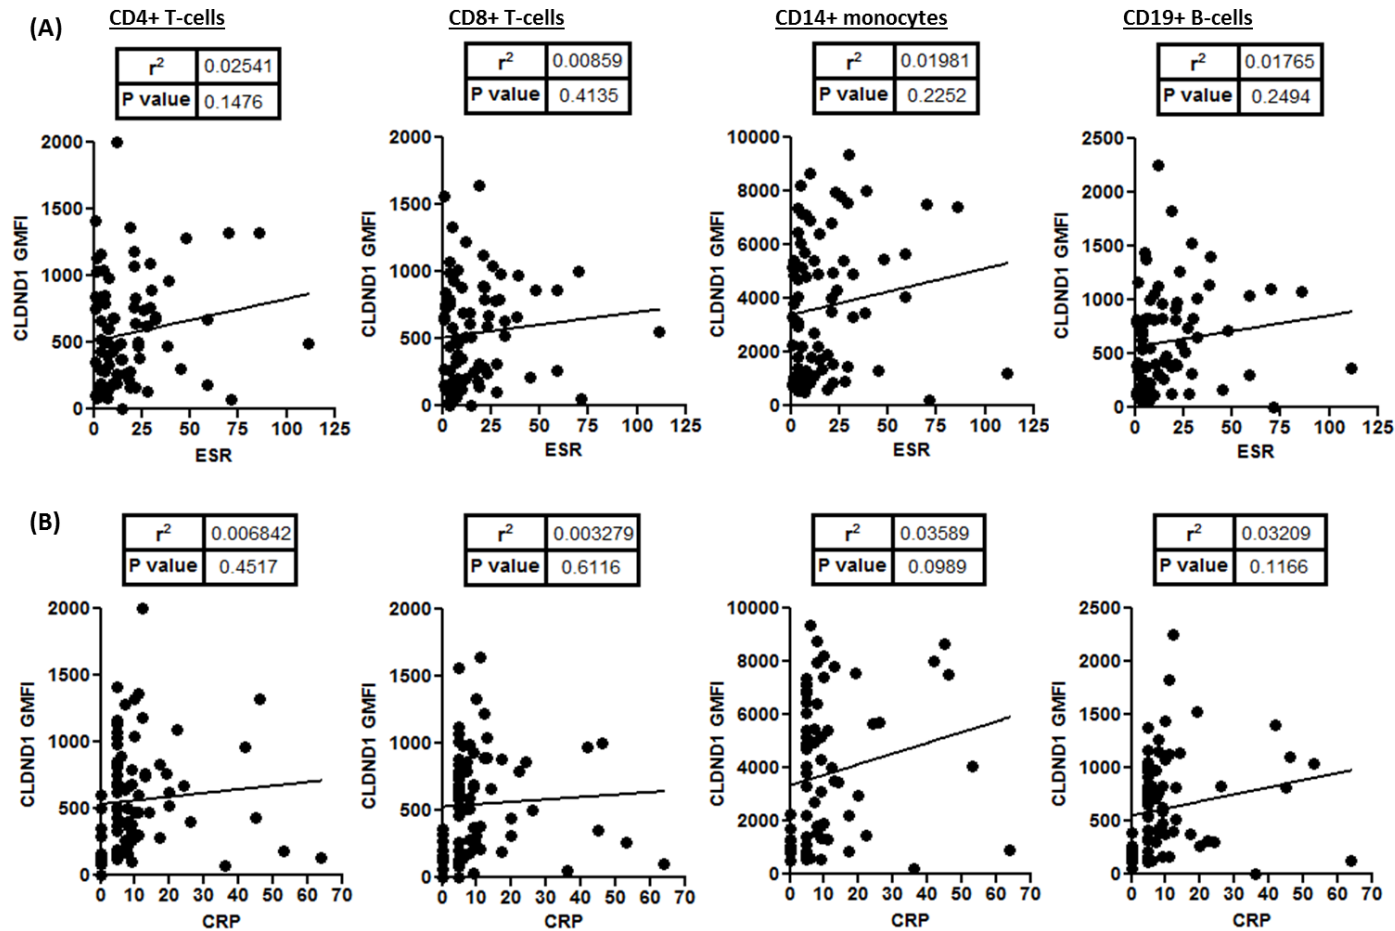 (A)
CD4+ T-cells
CD8+ T-cells
CD14+ monocytes
CD19+ B-cells
r² 0.02541
P value 0.1476
r² 0.00859
P value 0.4135
r² 0.01981
P value 0.2252
r² 0.01765
P value 0.2494
CLDND1 GMFI
2000
1500
1000
500
0
0 25 50 75 100 125
ESR
CLDND1 GMFI
2000
1500
1000
500
0
0 25 50 75 100 125
ESR
CLDND1 GMFI
10000
8000
6000
4000
2000
0
0 25 50 75 100 125
ESR
CLDND1 GMFI
2500
2000
1500
1000
500
0
0 25 50 75 100 125
ESR
(B)
r² 0.006842
P value 0.4517
r² 0.003279
P value 0.6116
r² 0.03589
P value 0.0989
r² 0.03209
P value 0.1166
CLDND1 GMFI
2000
1500
1000
500
0
0 10 20 30 40 50 60 70
CRP
CLDND1 GMFI
2000
1500
1000
500
0
0 10 20 30 40 50 60 70
CRP
CLDND1 GMFI
10000
8000
6000
4000
2000
0
0 10 20 30 40 50 60 70
CRP
CLDND1 GMFI
2500
2000
1500
1000
500
0
0 10 20 30 40 50 60 70
CRP